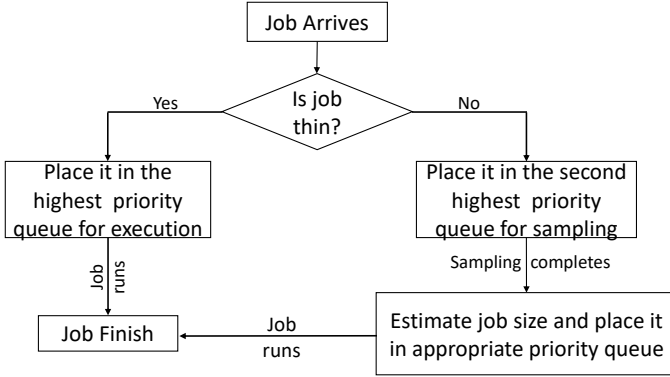 Job Arrives
Is job
thin?
Yes
No
Place it in the
highest priority
queue for execution
Place it in the second
highest priority
queue for sampling
Job
runs
Sampling completes
Job Finish
Job
runs
Estimate job size and place it
in appropriate priority queue